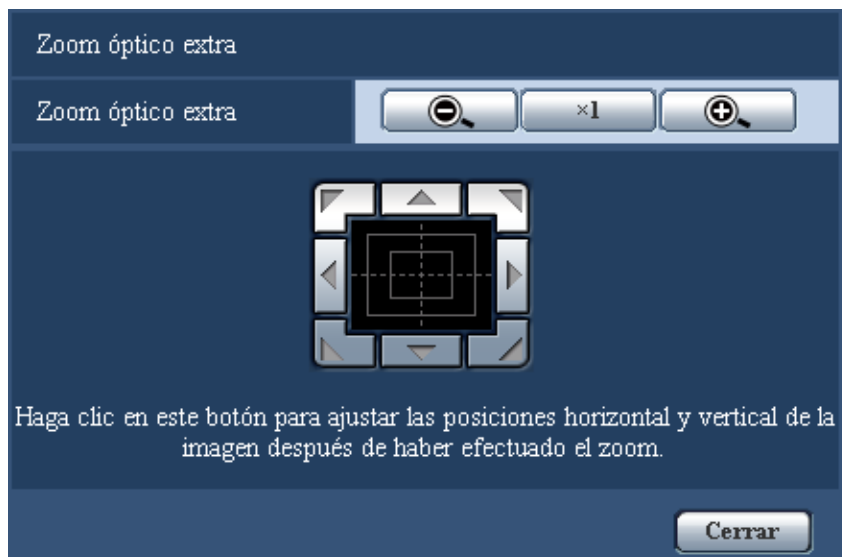 Zoom óptico extra
Zoom óptico extra
×1
Haga clic en este botón para ajustar las posiciones horizontal y vertical de la
imagen después de haber efectuado el zoom.
Cerrar